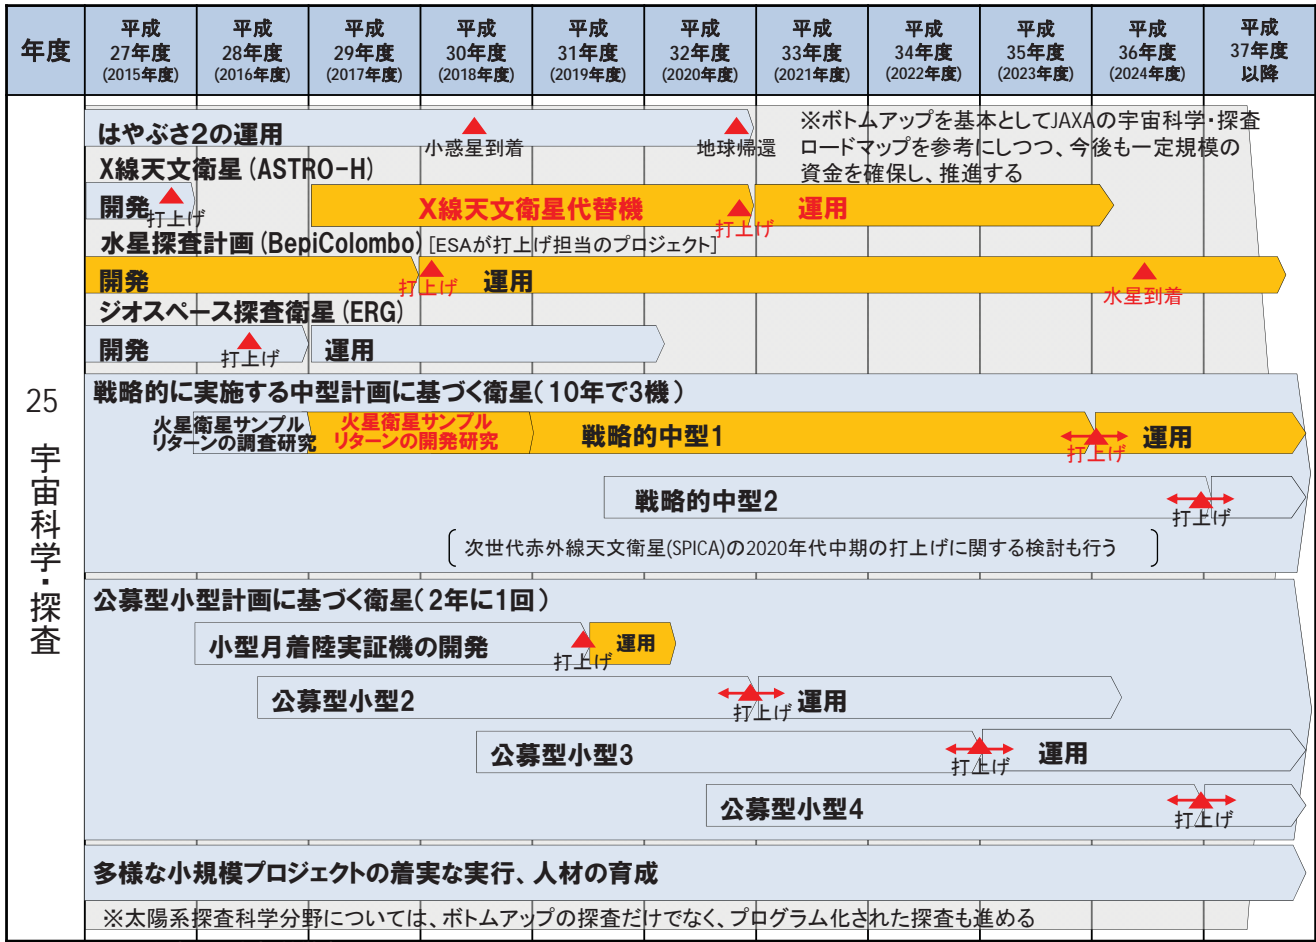 年度
平成
27年度
(2015年度)
平成
28年度
(2016年度)
平成
29年度
(2017年度)
平成
30年度
(2018年度)
平成
31年度
(2019年度)
平成
32年度
(2020年度)
平成
33年度
(2021年度)
平成
34年度
(2022年度)
平成
35年度
(2023年度)
平成
36年度
(2024年度)
平成
37年度
以降
25 宇宙科学・探査
はやぶさ2の運用
小惑星到着
地球帰還
※ボトムアップを基本としてJAXAの宇宙科学・探査
ロードマップを参考にしつつ、今後も一定規模の
資金を確保し、推進する
X線天文衛星(ASTRO-H)
開発
打上げ
X線天文衛星代替機
打上げ
運用
水星探査計画(BepiColombo)[ESAが打上げ担当のプロジェクト]
開発
打上げ
運用
水星到着
ジオスペース探査衛星(ERG)
開発
打上げ
運用
戦略的に実施する中型計画に基づく衛星(10年で3機)
火星衛星サンプル
リターンの調査研究
火星衛星サンプル
リターンの開発研究
戦略的中型1
打上げ
運用
戦略的中型2
打上げ
次世代赤外線天文衛星(SPICA)の2020年代中期の打上げに関する検討も行う
公募型小型計画に基づく衛星(2年に1回)
小型月着陸実証機の開発
打上げ
運用
公募型小型2
打上げ
運用
公募型小型3
打上げ
運用
公募型小型4
打上げ
多様な小規模プロジェクトの着実な実行、人材の育成
※太陽系探査科学分野については、ボトムアップの探査だけでなく、プログラム化された探査も進める